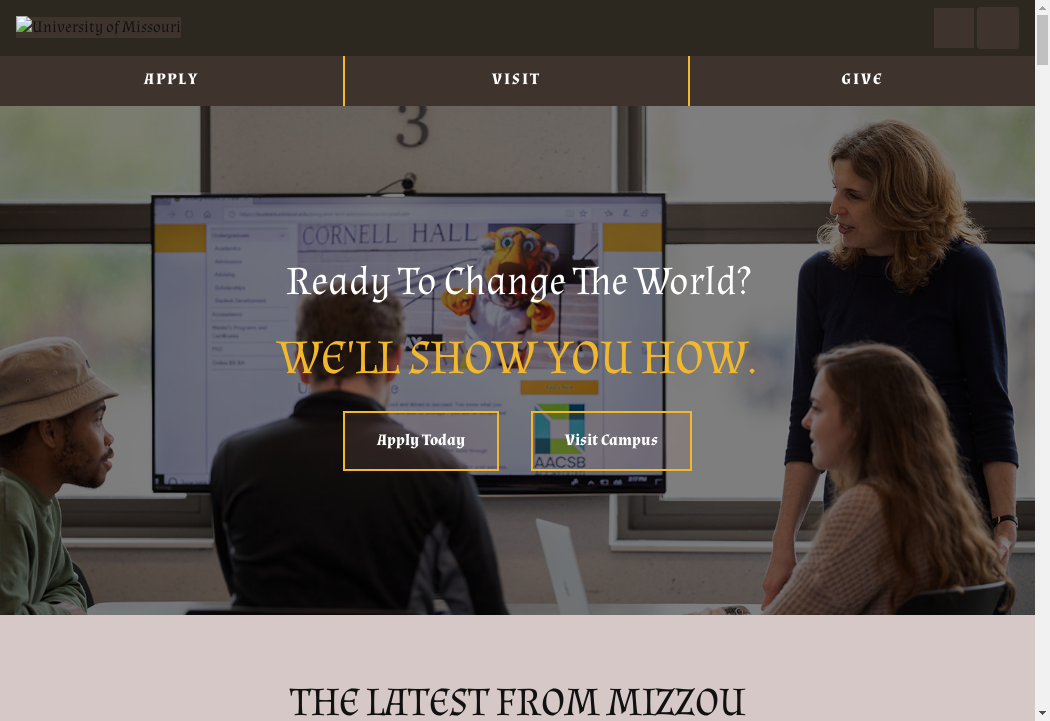 University of Missouri
APPLY
VISIT
GIVE
3
CORNELL HALL
Ready To Change The World?
WE'LL SHOW YOU HOW.
Apply Today
Visit Campus
AACSB
THE LATEST FROM MIZZOU